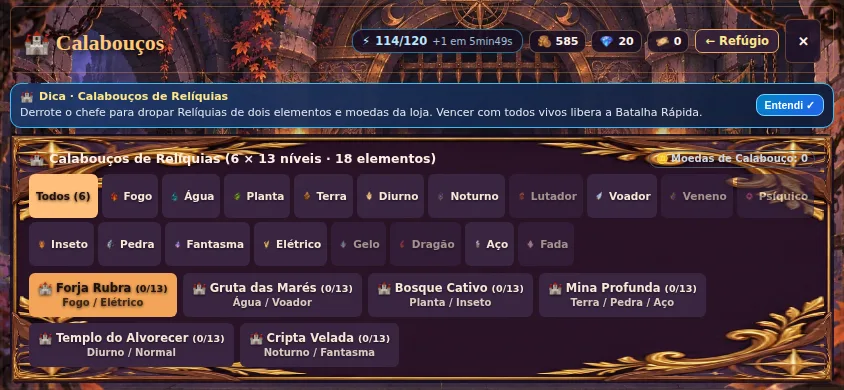 Calabouços
114/120 +1 em 5min49s 585 20 0 ← Refúgio ×
Dica · Calabouços de Relíquias
Derrote o chefe para dropar Relíquias de dois elementos e moedas da loja. Vencer com todos vivos libera a Batalha Rápida.
Entendi ✓
Calabouços de Relíquias (6 × 13 níveis · 18 elementos)
Moedas de Calabouço: 0
Todos (6) Fogo Água Planta Terra Diurno Noturno Lutador Voador Veneno Psíquico
Inseto Pedra Fantasma Elétrico Gelo Dragão Aço Fada
Forja Rubra (0/13) Gruta das Marés (0/13) Bosque Cativo (0/13) Mina Profunda (0/13)
Fogo / Elétrico Água / Voador Planta / Inseto Terra / Pedra / Aço
Templo do Alvorecer (0/13) Cripta Velada (0/13)
Diurno / Normal Noturno / Fantasma